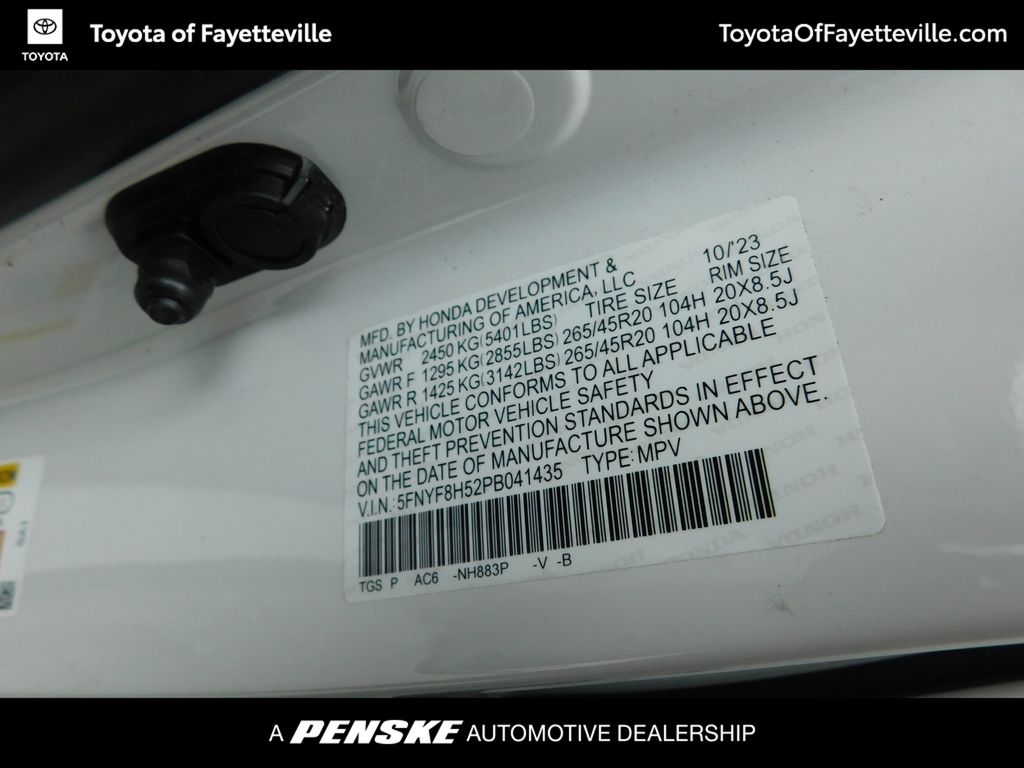 TOYOTA
Toyota of Fayetteville
ToyotaOfFayetteville.com
MFD. BY HONDA DEVELOPMENT &
MANUFACTURING OF AMERICA, LLC 10/'23
GVWR 2450 KG(5401LBS) TIRE SIZE RIM SIZE
GAWR F 1295 KG(2855LBS) 265/45R20 104H 20X8.5J
GAWR R 1425 KG(3142LBS) 265/45R20 104H 20X8.5J
THIS VEHICLE CONFORMS TO ALL APPLICABLE
FEDERAL MOTOR VEHICLE SAFETY
AND THEFT PREVENTION STANDARDS IN EFFECT
ON THE DATE OF MANUFACTURE SHOWN ABOVE.
V.I.N.: 5FNYF8H52PB041435 TYPE: MPV
TGS P AC6 -NH883P -V -B
A PENSKE AUTOMOTIVE DEALERSHIP